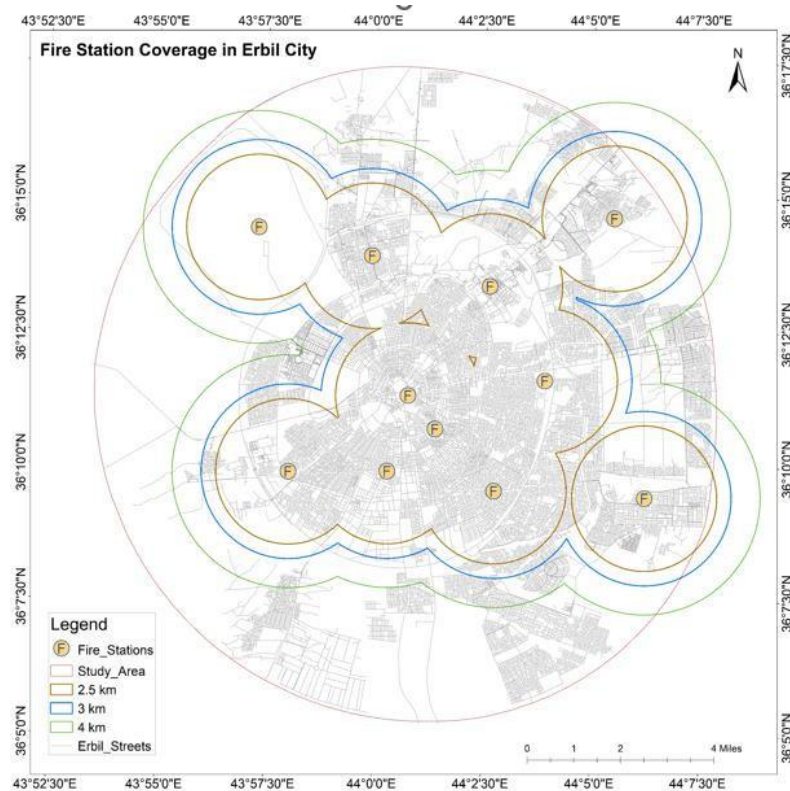 43°52'30"E 43°55'0"E 43°57'30"E 44°0'0"E 44°2'30"E 44°5'0"E 44°7'30"E
Fire Station Coverage in Erbil City
N
36°17'30"N
36°15'0"N 36°15'0"N
F
F
F
F
36°12'30"N 36°12'30"N
F
F
F
36°10'0"N 36°10'0"N
F
F
F
F
36°7'30"N 36°7'30"N
Legend
F Fire_Stations
Study_Area
2.5 km
3 km
4 km
Erbil_Streets
36°5'0"N 36°5'0"N
0 1 2 4 Miles
43°52'30"E 43°55'0"E 43°57'30"E 44°0'0"E 44°2'30"E 44°5'0"E 44°7'30"E